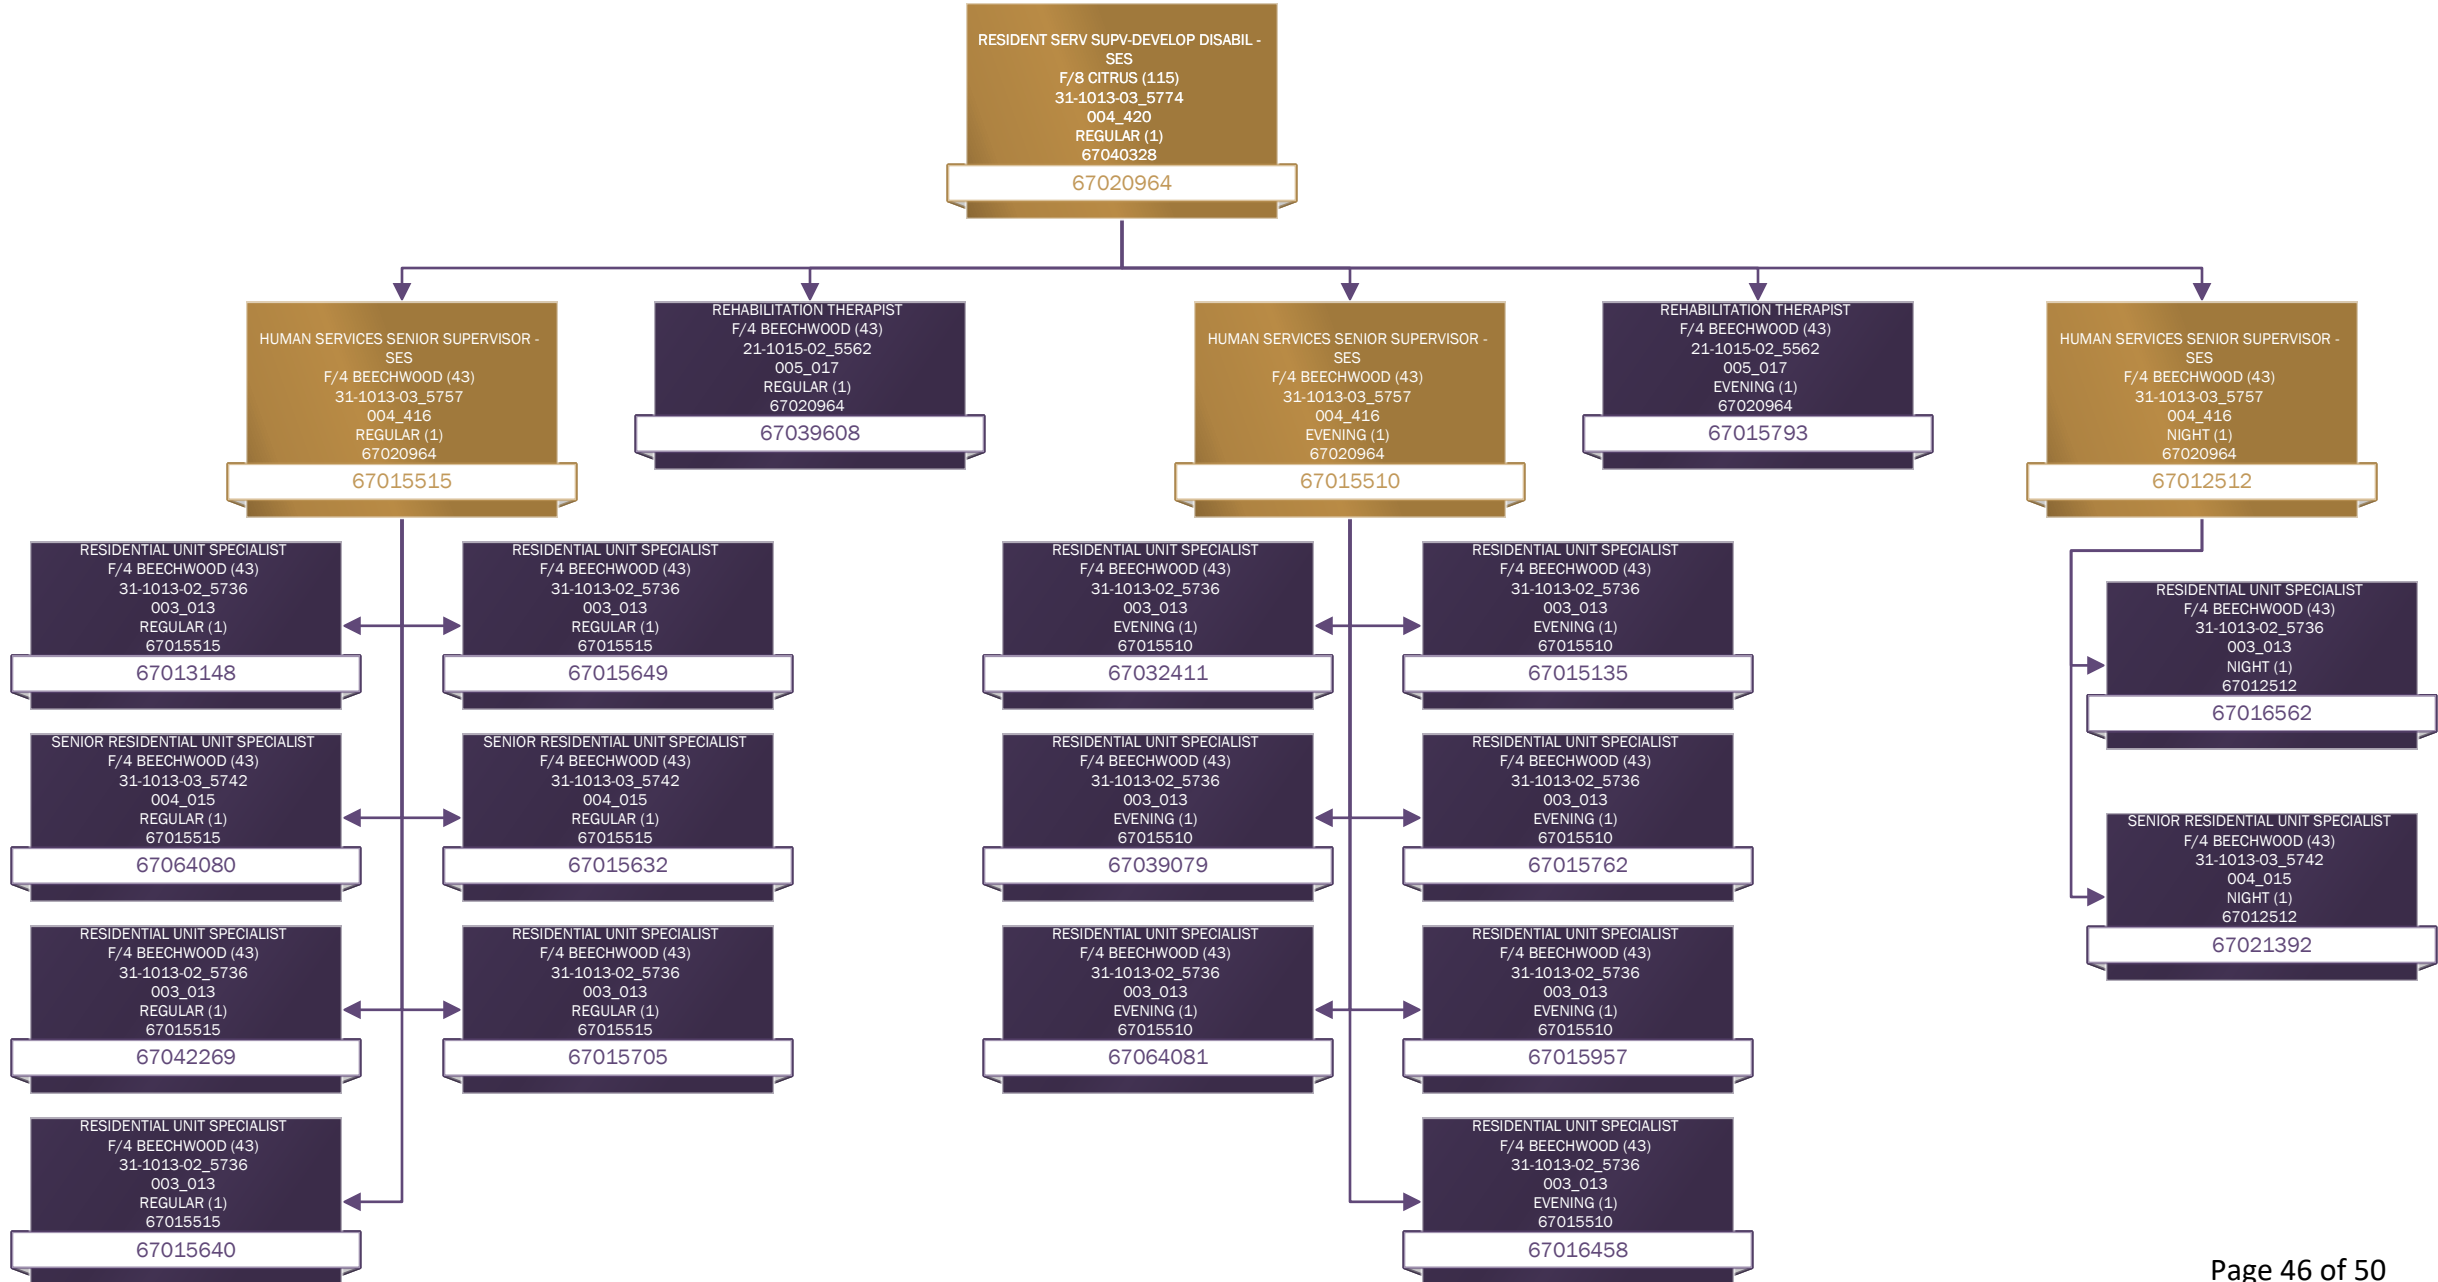 RESIDENT SERV SUPV-DEVELOP DISABIL -
SES
F/8 CITRUS (115)
31-1013-03_5774
004_420
REGULAR (1)
67040328
67020964
HUMAN SERVICES SENIOR SUPERVISOR -
SES
F/4 BEECHWOOD (43)
31-1013-03_5757
004_416
REGULAR (1)
67020964
67015515
REHABILITATION THERAPIST
F/4 BEECHWOOD (43)
21-1015-02_5562
005_017
REGULAR (1)
67020964
67039608
HUMAN SERVICES SENIOR SUPERVISOR -
SES
F/4 BEECHWOOD (43)
31-1013-03_5757
004_416
EVENING (1)
67020964
67015510
REHABILITATION THERAPIST
F/4 BEECHWOOD (43)
21-1015-02_5562
005_017
EVENING (1)
67020964
67015793
HUMAN SERVICES SENIOR SUPERVISOR -
SES
F/4 BEECHWOOD (43)
31-1013-03_5757
004_416
NIGHT (1)
67020964
67012512
RESIDENTIAL UNIT SPECIALIST
F/4 BEECHWOOD (43)
31-1013-02_5736
003_013
REGULAR (1)
67015515
67013148
RESIDENTIAL UNIT SPECIALIST
F/4 BEECHWOOD (43)
31-1013-02_5736
003_013
REGULAR (1)
67015515
67015649
RESIDENTIAL UNIT SPECIALIST
F/4 BEECHWOOD (43)
31-1013-02_5736
003_013
EVENING (1)
67015510
67032411
RESIDENTIAL UNIT SPECIALIST
F/4 BEECHWOOD (43)
31-1013-02_5736
003_013
EVENING (1)
67015510
67015135
RESIDENTIAL UNIT SPECIALIST
F/4 BEECHWOOD (43)
31-1013-02_5736
003_013
NIGHT (1)
67012512
67016562
SENIOR RESIDENTIAL UNIT SPECIALIST
F/4 BEECHWOOD (43)
31-1013-03_5742
004_015
REGULAR (1)
67015515
67064080
SENIOR RESIDENTIAL UNIT SPECIALIST
F/4 BEECHWOOD (43)
31-1013-03_5742
004_015
REGULAR (1)
67015515
67015632
RESIDENTIAL UNIT SPECIALIST
F/4 BEECHWOOD (43)
31-1013-02_5736
003_013
EVENING (1)
67015510
67039079
RESIDENTIAL UNIT SPECIALIST
F/4 BEECHWOOD (43)
31-1013-02_5736
003_013
EVENING (1)
67015510
67015762
SENIOR RESIDENTIAL UNIT SPECIALIST
F/4 BEECHWOOD (43)
31-1013-03_5742
004_015
NIGHT (1)
67012512
67021392
RESIDENTIAL UNIT SPECIALIST
F/4 BEECHWOOD (43)
31-1013-02_5736
003_013
REGULAR (1)
67015515
67042269
RESIDENTIAL UNIT SPECIALIST
F/4 BEECHWOOD (43)
31-1013-02_5736
003_013
REGULAR (1)
67015515
67015705
RESIDENTIAL UNIT SPECIALIST
F/4 BEECHWOOD (43)
31-1013-02_5736
003_013
EVENING (1)
67015510
67064081
RESIDENTIAL UNIT SPECIALIST
F/4 BEECHWOOD (43)
31-1013-02_5736
003_013
EVENING (1)
67015510
67015957
RESIDENTIAL UNIT SPECIALIST
F/4 BEECHWOOD (43)
31-1013-02_5736
003_013
REGULAR (1)
67015515
67015640
RESIDENTIAL UNIT SPECIALIST
F/4 BEECHWOOD (43)
31-1013-02_5736
003_013
EVENING (1)
67015510
67016458
Page 46 of 50